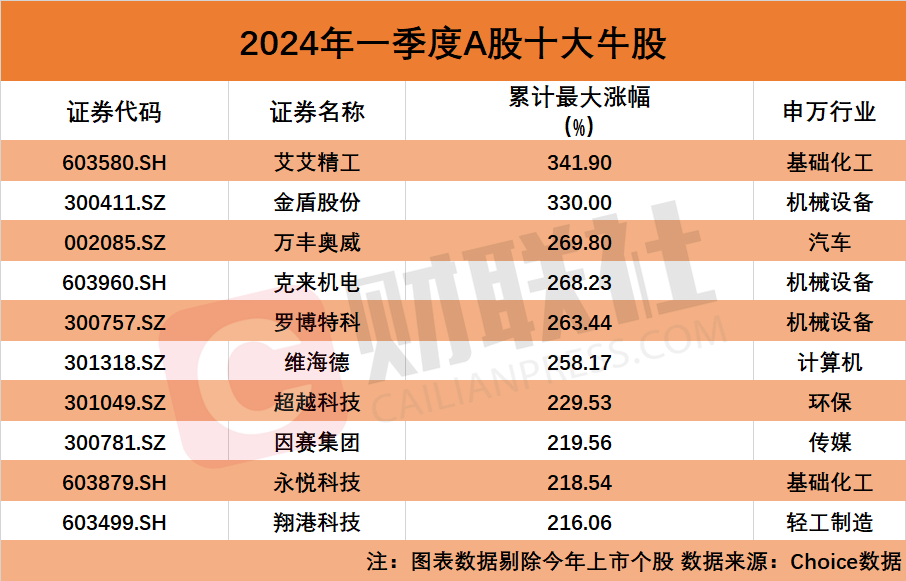 2024年一季度A股十大牛股
证券代码 证券名称 累计最大涨幅(%) 申万行业
603580.SH 艾艾精工 341.90 基础化工
300411.SZ 金盾股份 330.00 机械设备
002085.SZ 万丰奥威 269.80 汽车
603960.SH 克来机电 268.23 机械设备
300757.SZ 罗博特科 263.44 机械设备
301318.SZ 维海德 258.17 计算机
301049.SZ 超越科技 229.53 环保
300781.SZ 因赛集团 219.56 传媒
603879.SH 永悦科技 218.54 基础化工
603499.SH 翔港科技 216.06 轻工制造
注：图表数据剔除今年上市个股 数据来源：Choice数据
财联社
CAILIANPRESS.COM